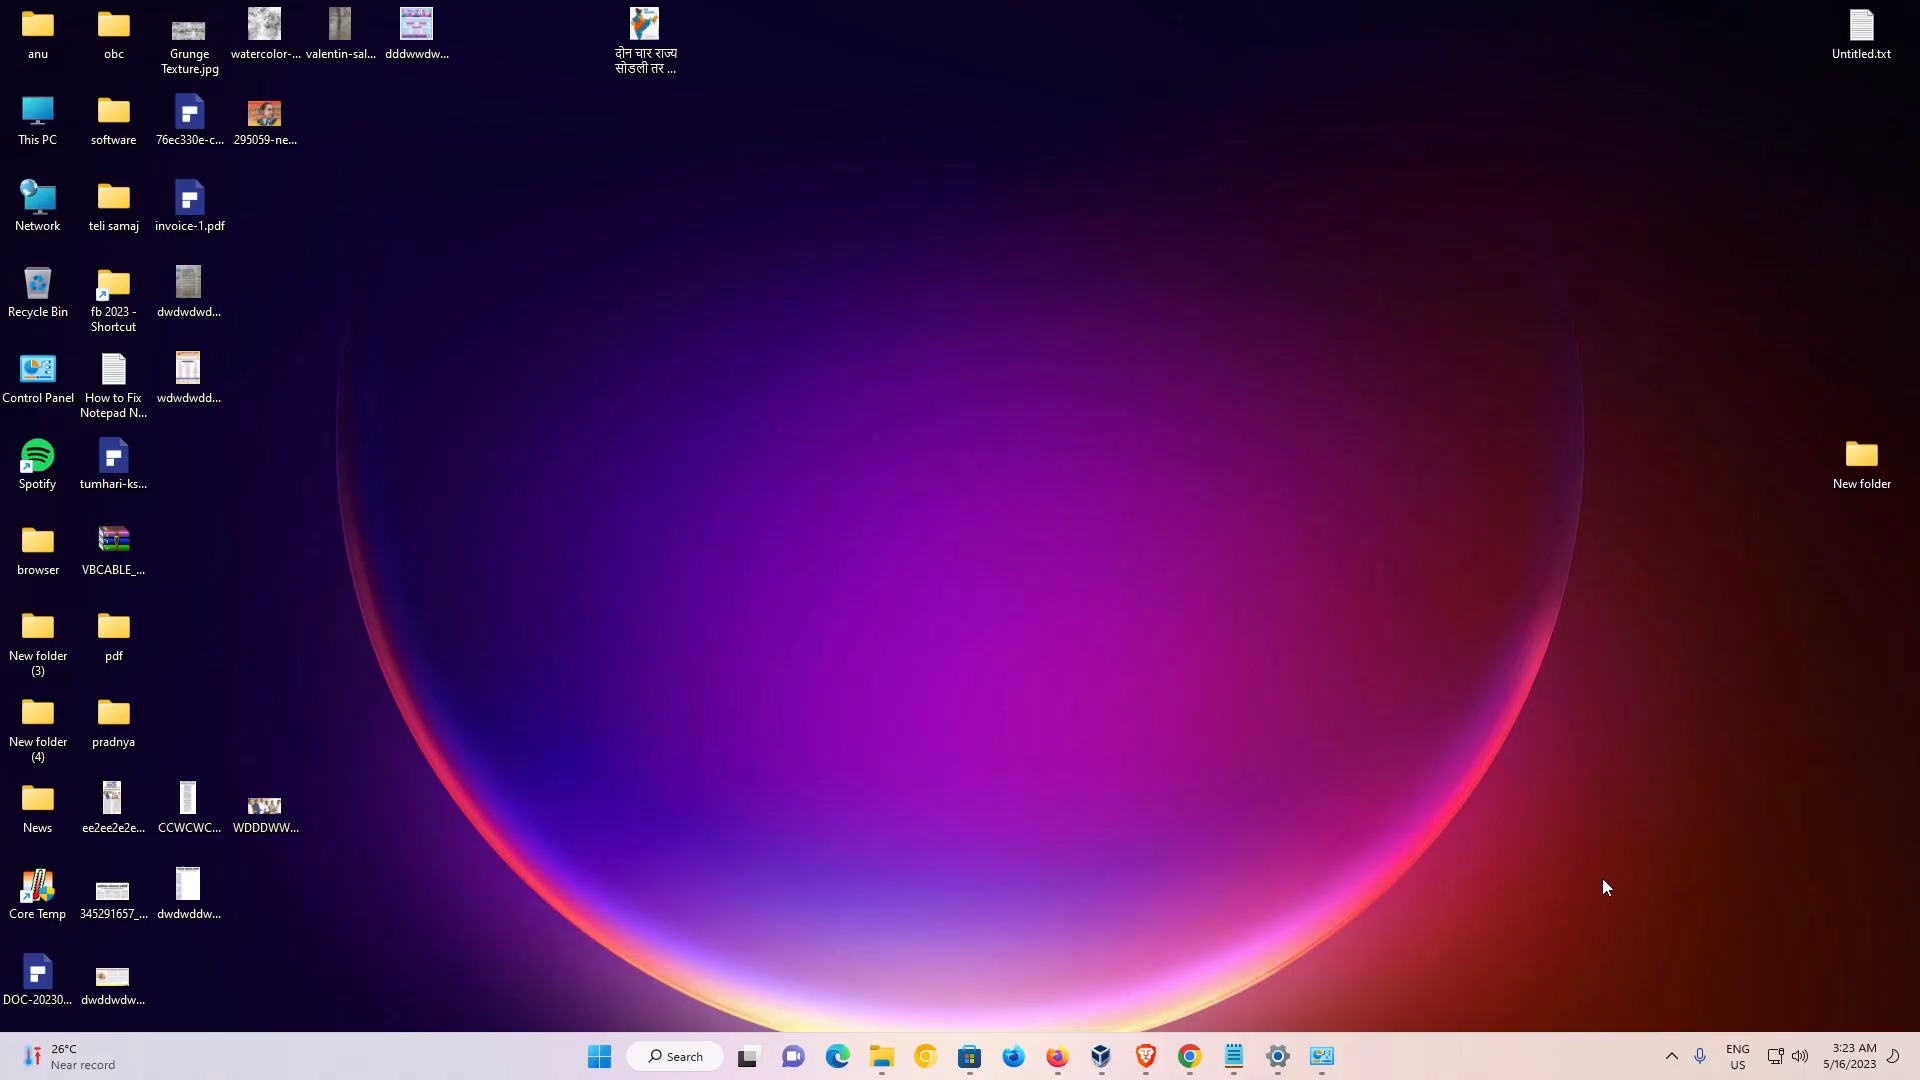 anu
obc
Grunge
Texture.jpg
watercolor-...
valentin-sal...
dddwwdw...
दोन चार राज्य
सोडली तर ...
Untitled.txt
This PC
software
76ec330e-c...
295059-ne...
Network
teli samaj
invoice-1.pdf
Recycle Bin
fb 2023 -
Shortcut
dwdwdwd...
Control Panel
How to Fix
Notepad N...
wdwdwdd...
Spotify
tumhari-ks...
New folder
browser
VBCABLE_...
New folder
(3)
pdf
New folder
(4)
pradnya
News
ee2ee2e2e...
CCWCWC...
WDDDWW...
Core Temp
345291657_...
dwdwddw...
DOC-20230...
dwddwdw...
26°C
Near record
Search
ENG
US
3:23 AM
5/16/2023